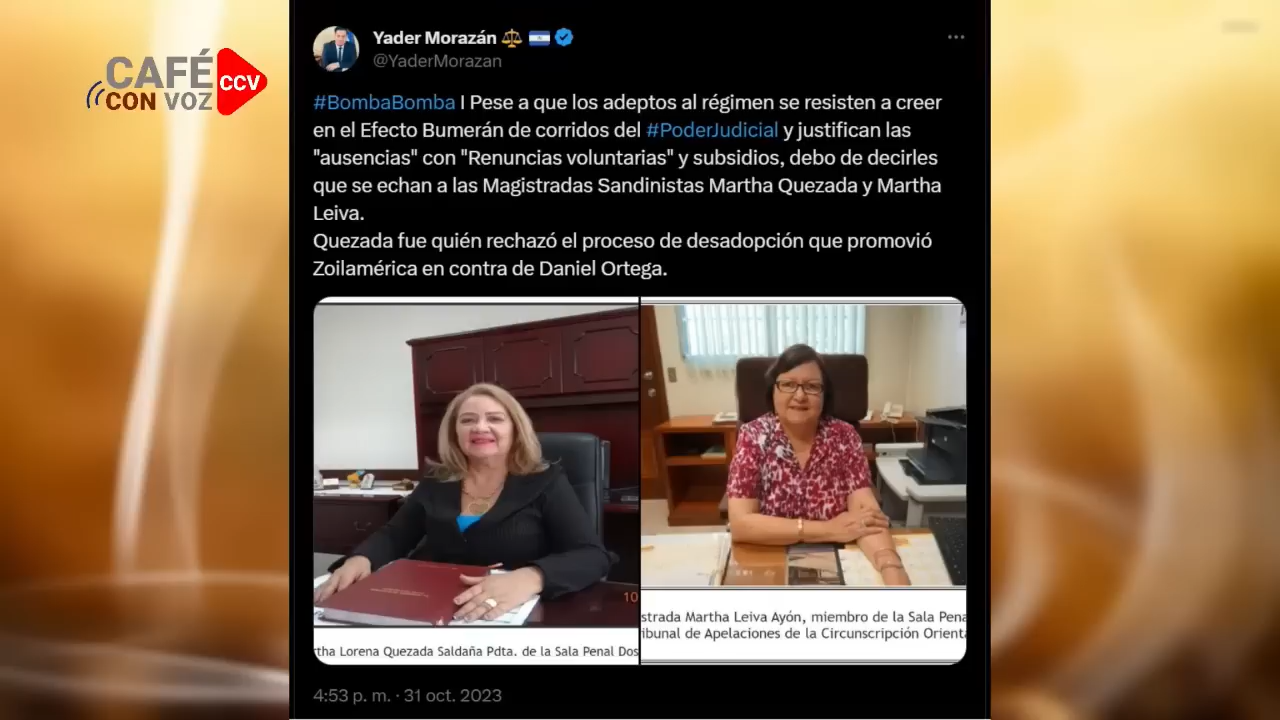 CAFÉ
CON VOZ
CCV
Yader Morazán
@YaderMorazan
#BombaBomba I Pese a que los adeptos al régimen se resisten a creer
en el Efecto Bumerán de corridos del #PoderJudicial y justifican las
"ausencias" con "Renuncias voluntarias" y subsidios, debo de decirles
que se echan a las Magistradas Sandinistas Martha Quezada y Martha
Leiva.
Quezada fue quién rechazó el proceso de desadopción que promovió
Zoilamérica en contra de Daniel Ortega.
10
tha Lorena Quezada Saldaña Pdta. de la Sala Penal Dos
strada Martha Leiva Ayón, miembro de la Sala Pena
ibunal de Apelaciones de la Circunscripción Orienta
4:53 p. m. · 31 oct. 2023